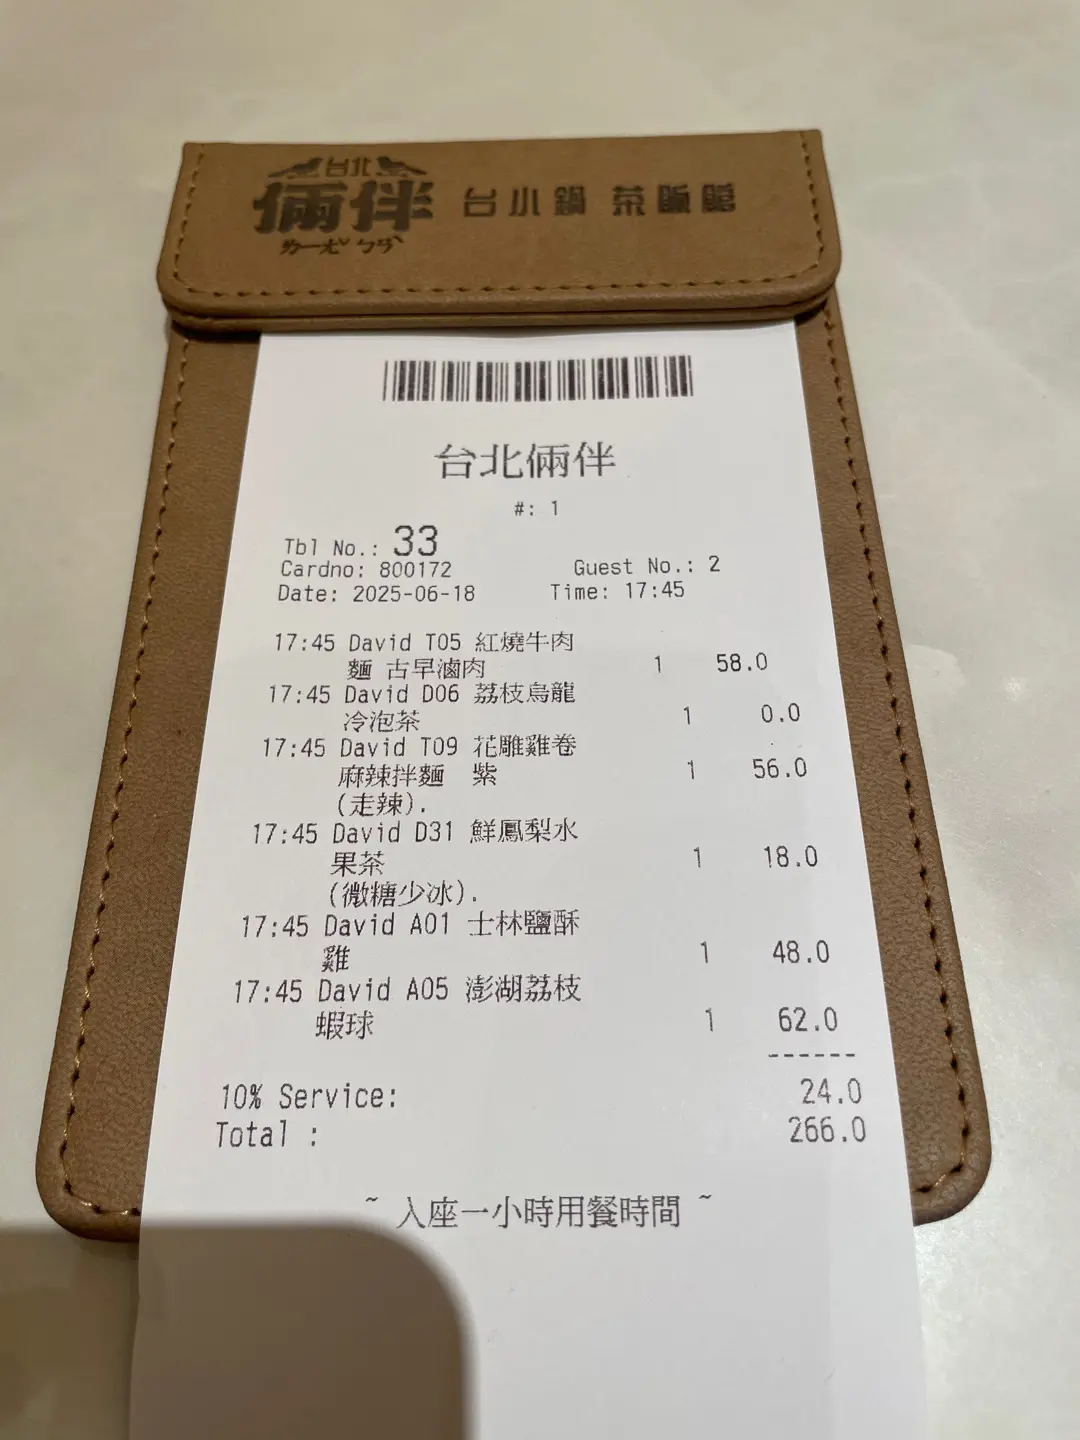 台北
倆伴 台小鍋 茶飯館
ㄌㄧㄤˇ ㄅㄢˋ
台北倆伴
#: 1
Tbl No.: 33
Cardno: 800172 Guest No.: 2
Date: 2025-06-18 Time: 17:45
17:45 David T05 紅燒牛肉
麵 古早滷肉 1 58.0
17:45 David D06 荔枝烏龍
冷泡茶 1 0.0
17:45 David T09 花雕雞卷
麻辣拌麵 紫 1 56.0
(走辣).
17:45 David D31 鮮鳳梨水
果茶 1 18.0
(微糖少冰).
17:45 David A01 士林鹽酥
雞 1 48.0
17:45 David A05 澎湖荔枝
蝦球 1 62.0
------
10% Service: 24.0
Total : 266.0
~ 入座一小時用餐時間 ~